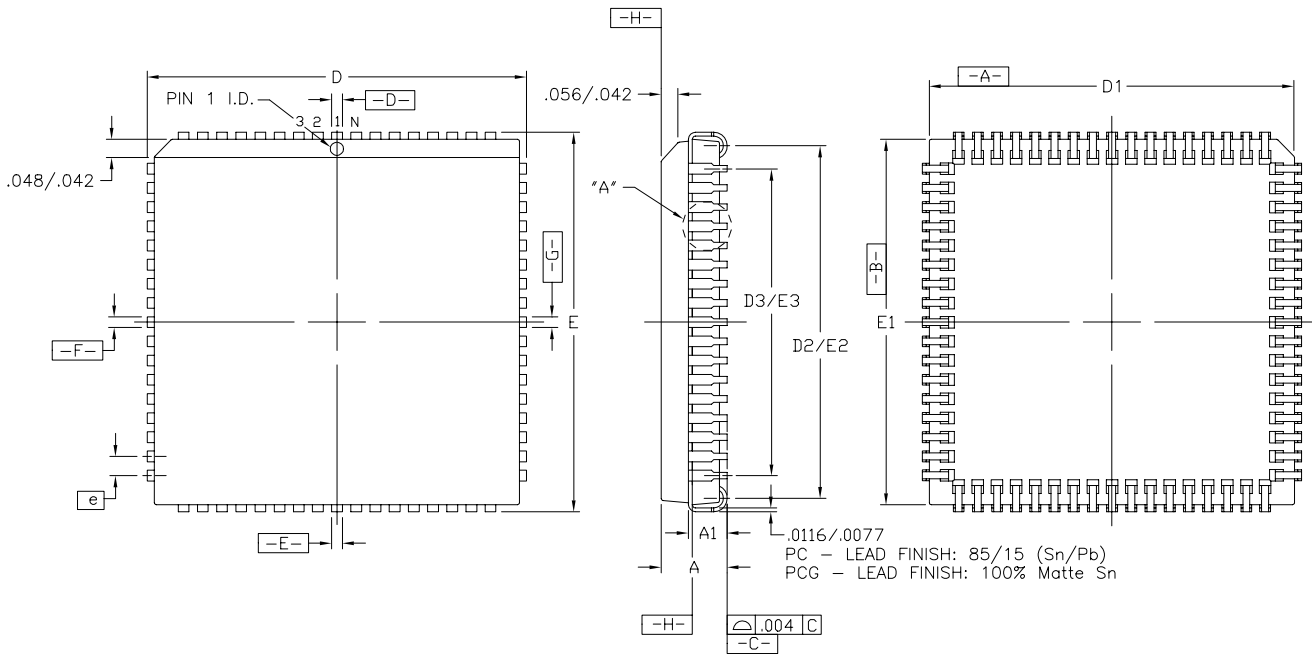 -H-
D
-A-
D1
PIN 1 I.D.
-D-
.056/.042
3 2 1 N
.048/.042
"A"
-G-
-B-
D3/E3
E
D2/E2
E1
-F-
e
-E-
A1
.0116/.0077
PC - LEAD FINISH: 85/15 (Sn/Pb)
A
PCG - LEAD FINISH: 100% Matte Sn
-H-
⌓ .004 C
-C-